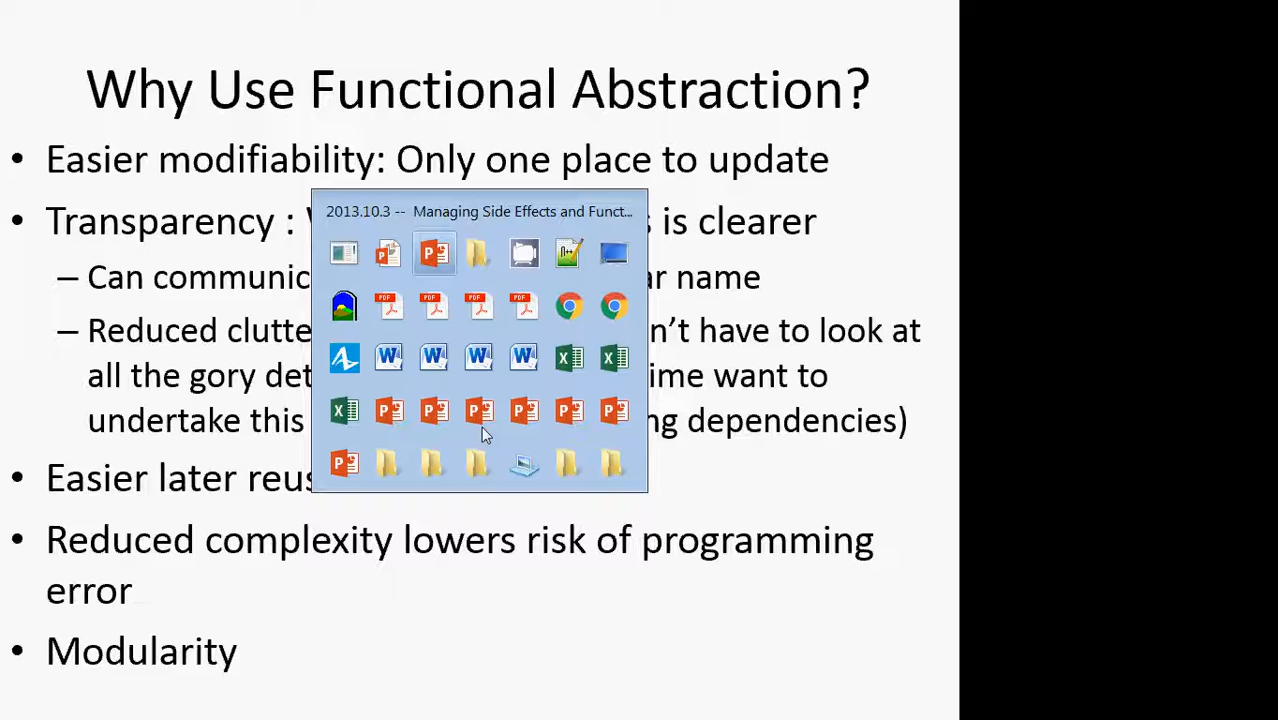 Why Use Functional Abstraction?
• Easier modifiability: Only one place to update
2013.10.3 -- Managing Side Effects and Funct...
• Transparency : is clearer
– Can communic name
– Reduced clutte n't have to look at
all the gory det ime want to
undertake this ng dependencies)
• Easier later reus
• Reduced complexity lowers risk of programming
error
• Modularity